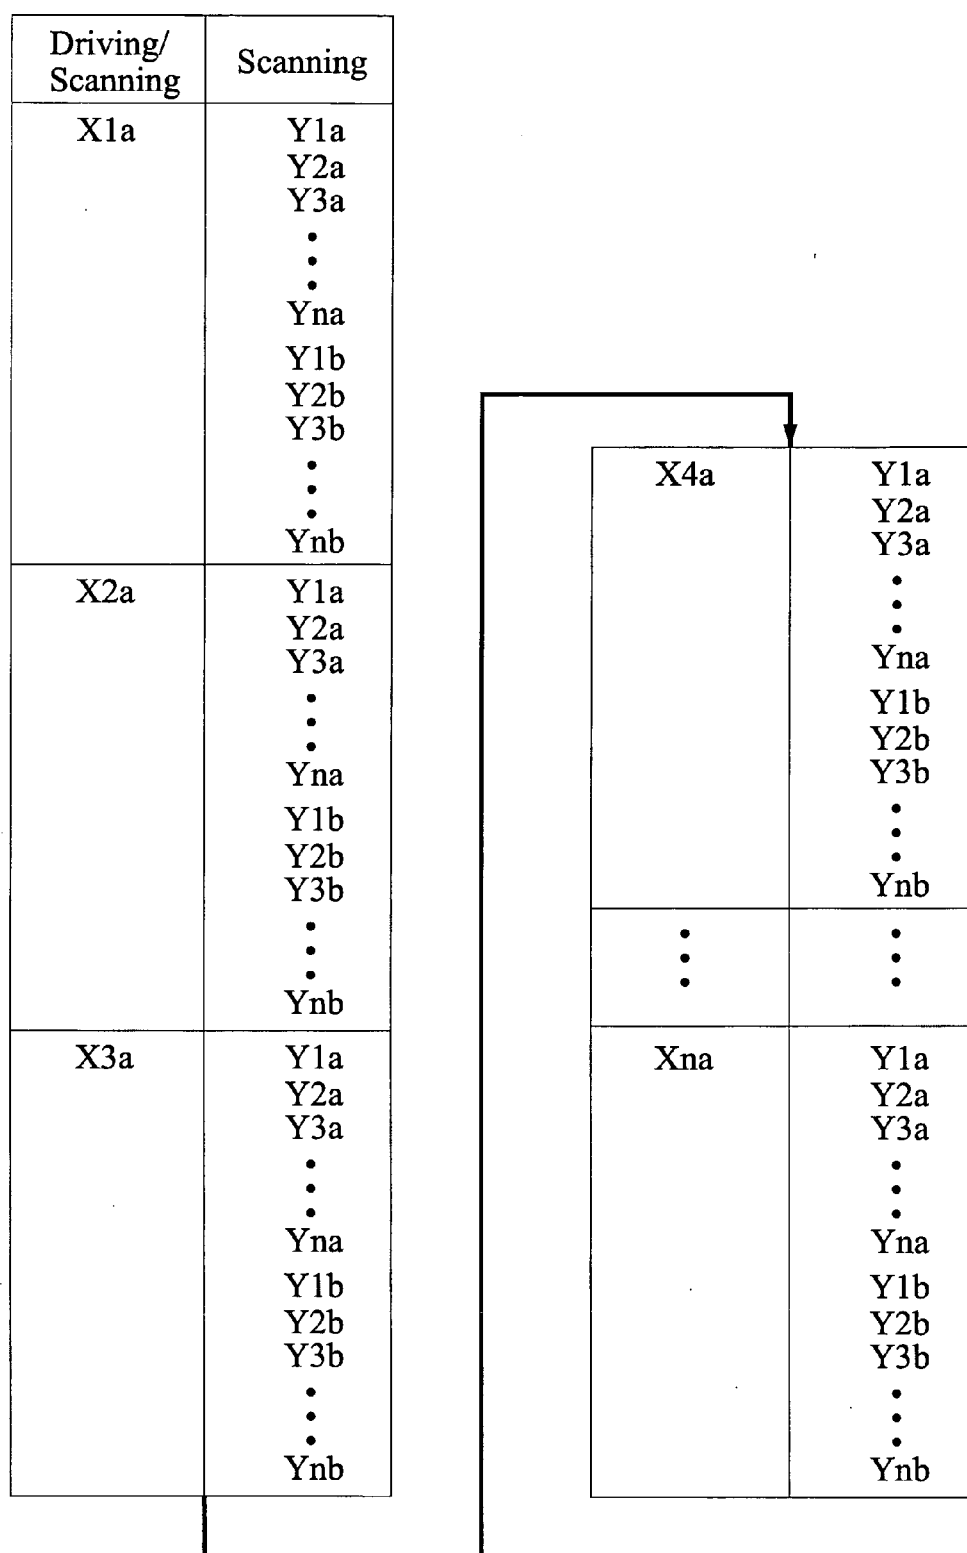 Driving/
Scanning
Scanning
X1a
Y1a
Y2a
Y3a
Yna
Y1b
Y2b
Y3b
Ynb
X2a
Y1a
Y2a
Y3a
Yna
Y1b
Y2b
Y3b
Ynb
X3a
Y1a
Y2a
Y3a
Yna
Y1b
Y2b
Y3b
Ynb
X4a
Y1a
Y2a
Y3a
Yna
Y1b
Y2b
Y3b
Ynb
Xna
Y1a
Y2a
Y3a
Yna
Y1b
Y2b
Y3b
Ynb